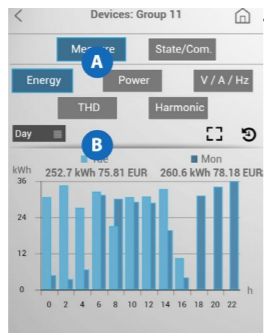 Devices: Group 11
Measure State/Com.
A
Energy Power V / A / Hz
THD Harmonic
Day
B
Tue Mon
kWh 252.7 kWh 75.81 EUR 260.6 kWh 78.18 EUR
36
24
12
0
h
0 2 4 6 8 10 12 14 16 18 20 22